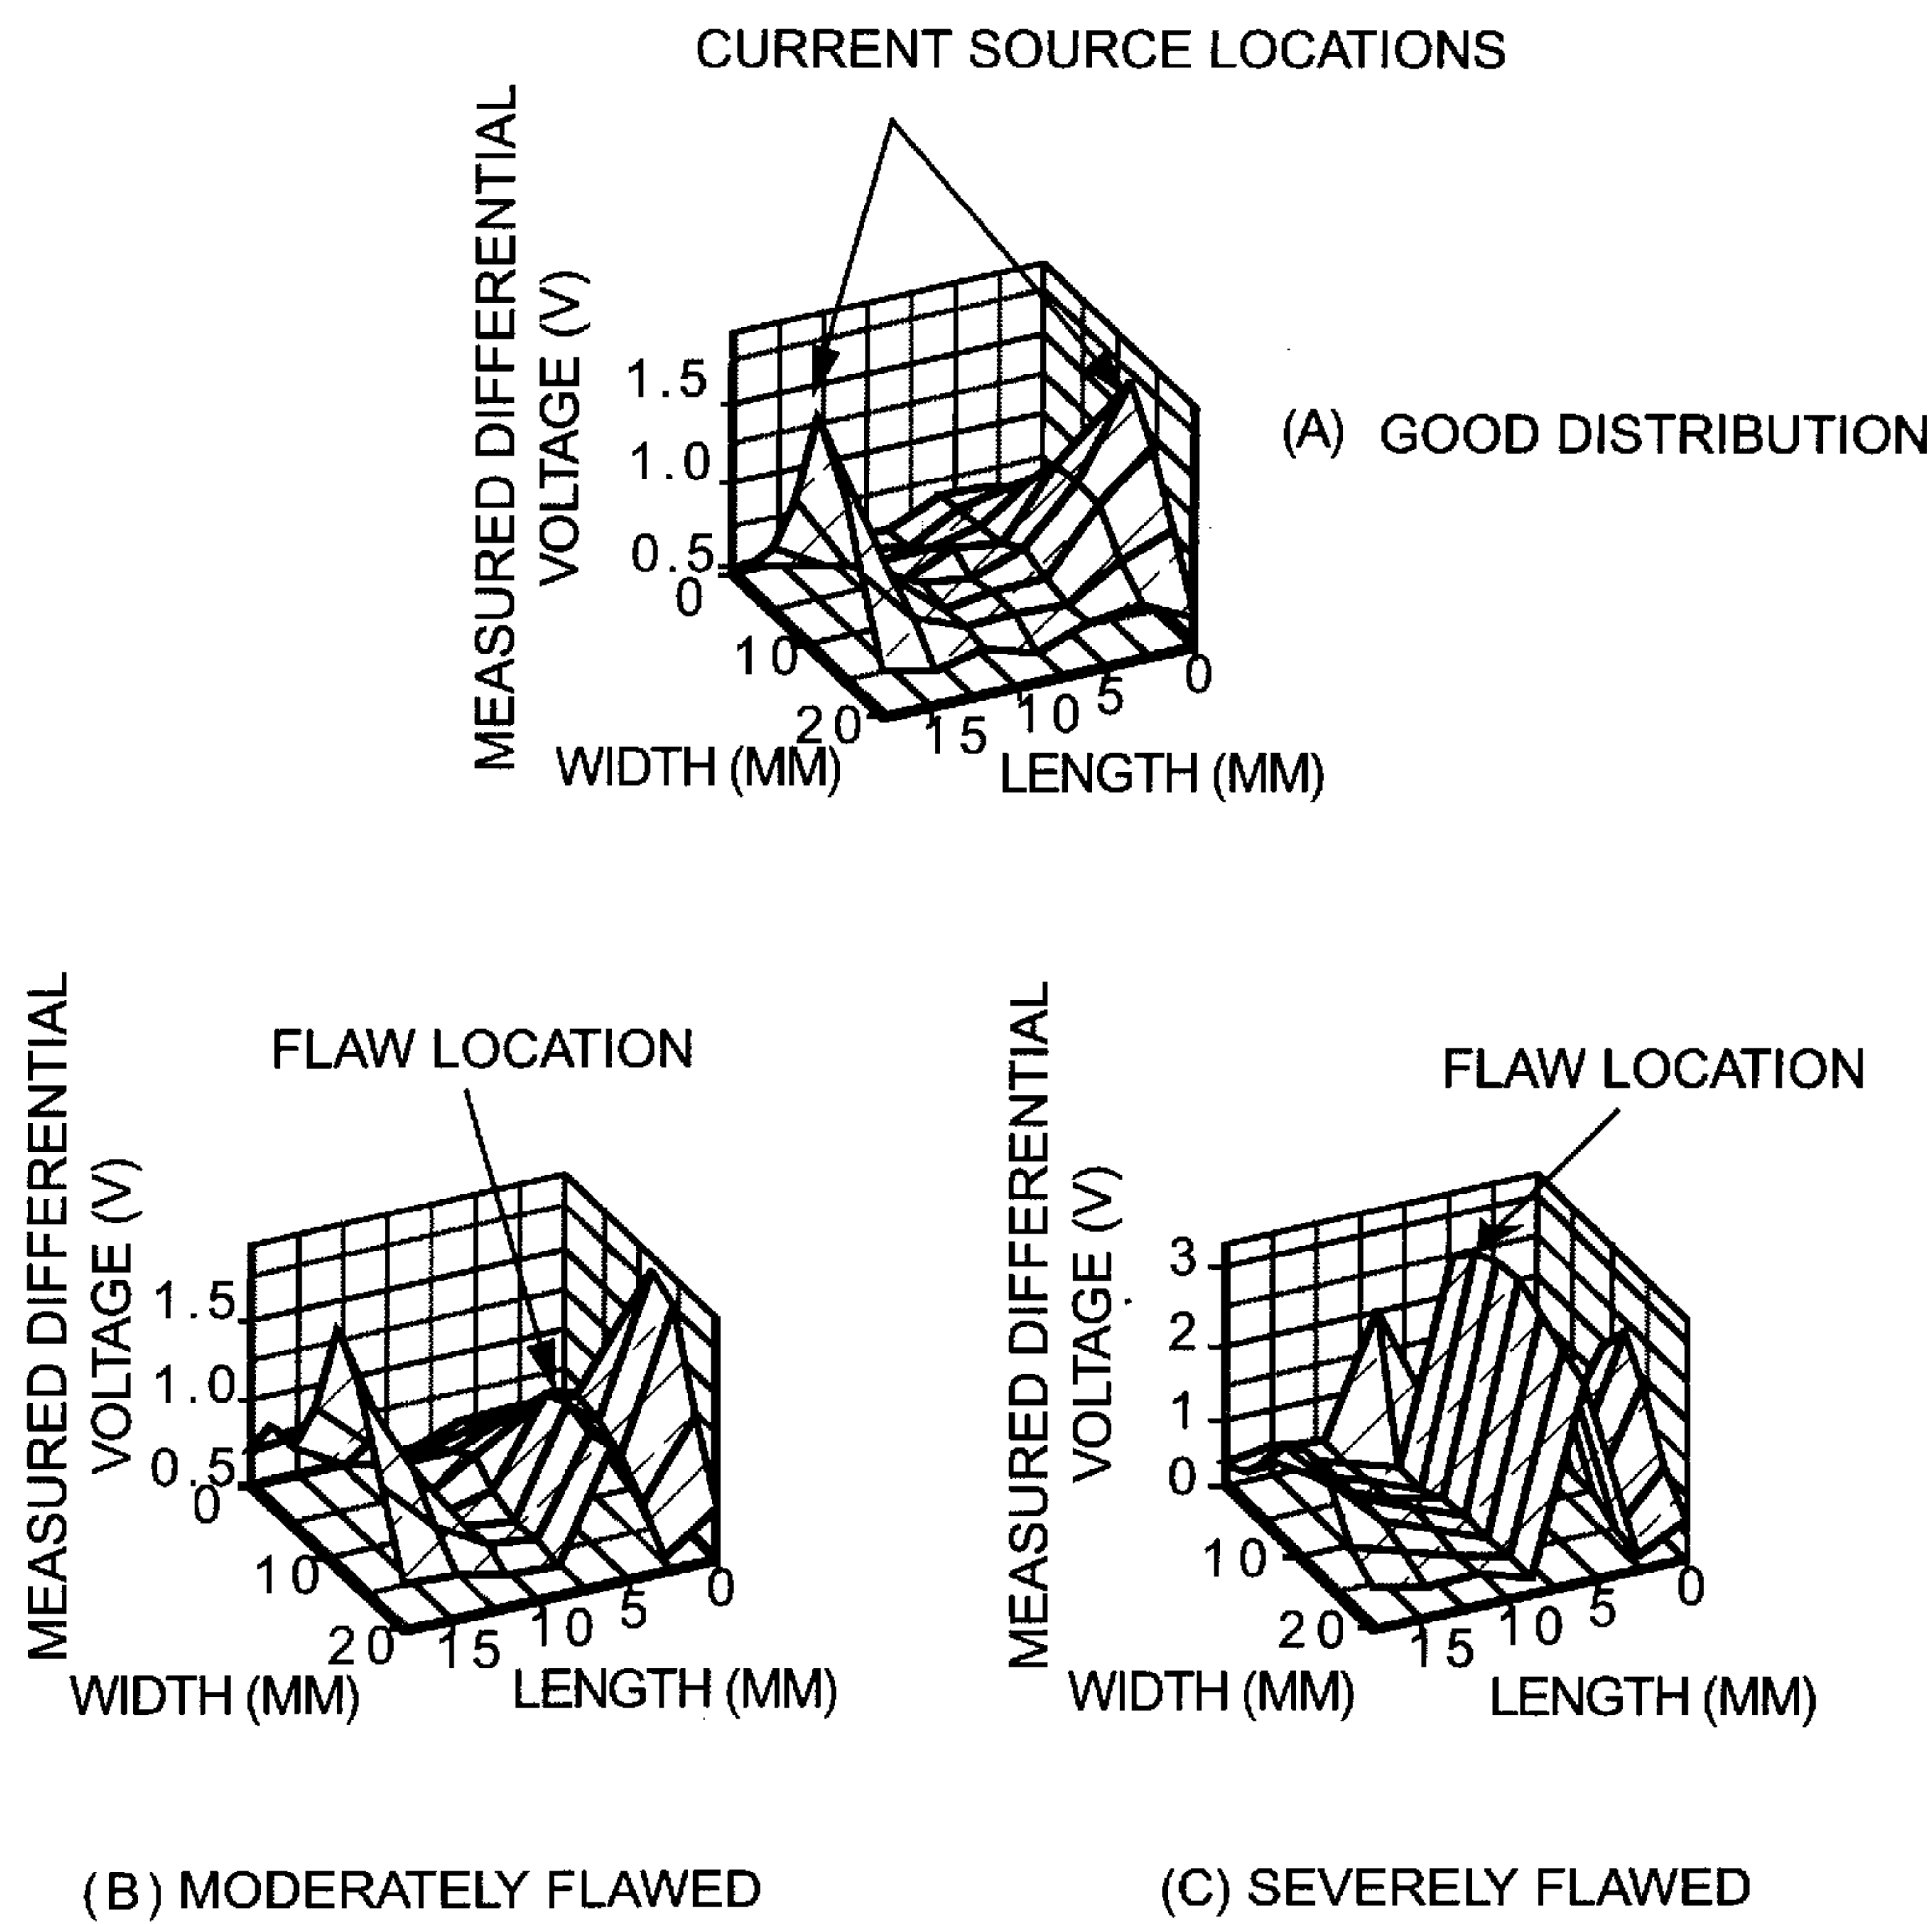 CURRENT SOURCE LOCATIONS
MEASURED DIFFERENTIAL
VOLTAGE (V)
1.5
1.0
0.5
0
10
20
15
10
5
0
WIDTH (MM)
LENGTH (MM)
(A) GOOD DISTRIBUTION
MEASURED DIFFERENTIAL
VOLTAGE (V)
FLAW LOCATION
1.5
1.0
0.5
0
10
20
15
10
5
0
WIDTH (MM)
LENGTH (MM)
(B) MODERATELY FLAWED
MEASURED DIFFERENTIAL
VOLTAGE (V)
FLAW LOCATION
3
2
1
0
10
20
15
10
5
0
WIDTH (MM)
LENGTH (MM)
(C) SEVERELY FLAWED